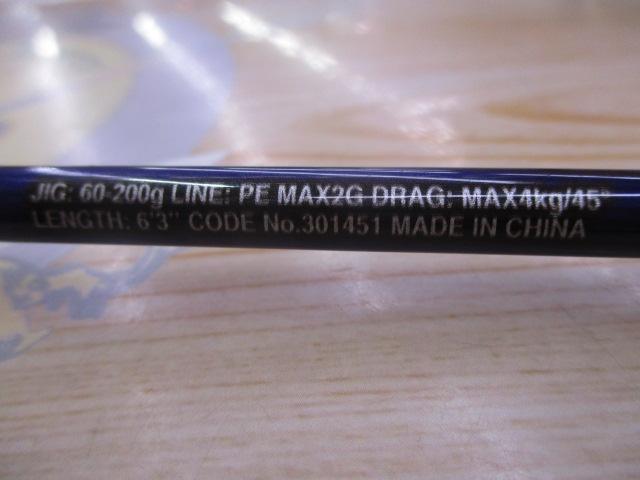 JIG: 60-200g LINE: PE MAX2G DRAG: MAX4kg/45°
LENGTH: 6'3" CODE No.301451 MADE IN CHINA